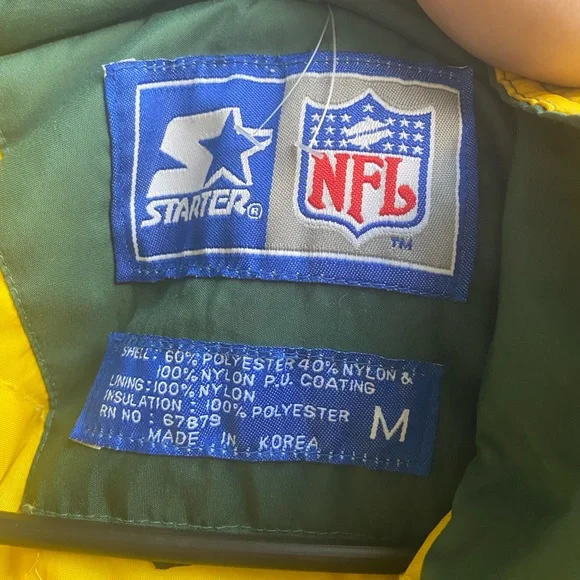 STARTER®
NFL
TM
SHELL: 60% POLYESTER 40% NYLON &
100% NYLON P.U. COATING
LINING: 100% NYLON
INSULATION: 100% POLYESTER
RN NO: 67879
MADE IN KOREA
M